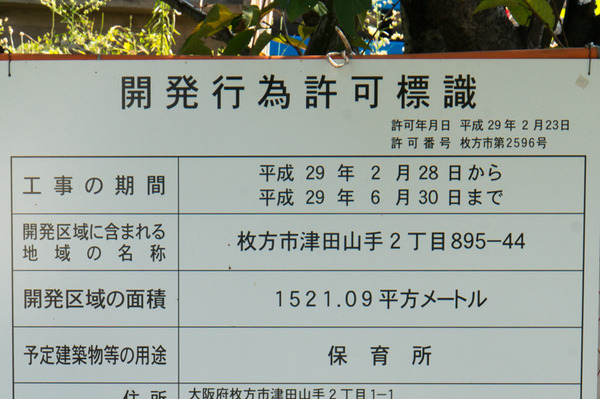 開発行為許可標識
許可年月日 平成29年2月23日
許可番号 枚方市第2596号
工事の期間
平成 29 年 2 月 28 日から
平成 29 年 6 月 30 日まで
開発区域に含まれる
地域の名称
枚方市津田山手2丁目895-44
開発区域の面積
1521.09平方メートル
予定建築物等の用途
保育所
住所
大阪府枚方市津田山手2丁目1-1